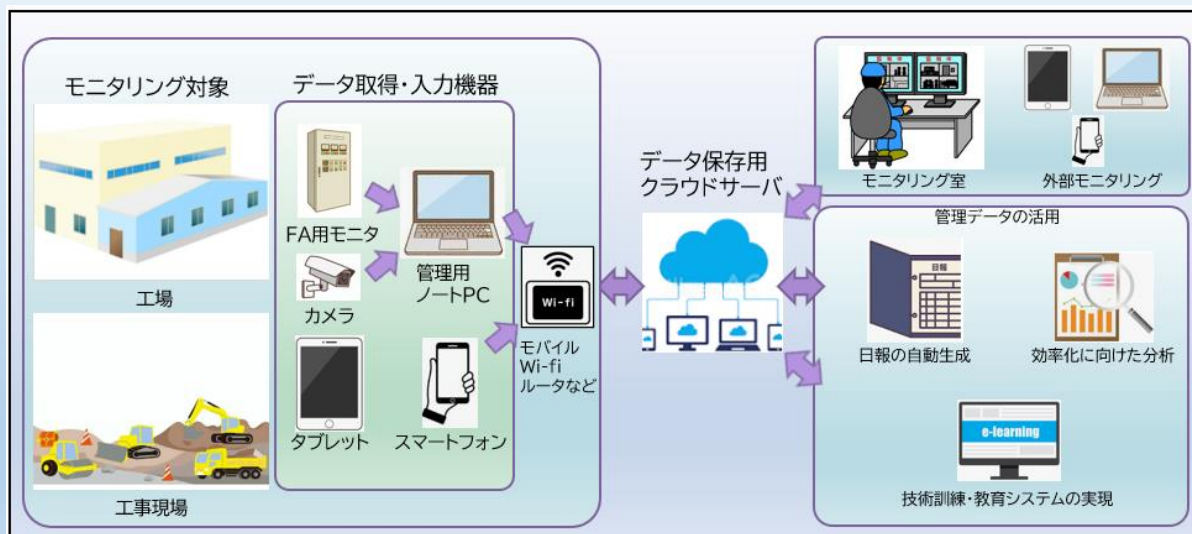 モニタリング対象
工場
工事現場
データ取得・入力機器
FA用モニタ
カメラ
管理用
ノートPC
タブレット
スマートフォン
Wi-fi
モバイル
Wi-fi
ルータなど
データ保存用
クラウドサーバ
モニタリング室
外部モニタリング
管理データの活用
日報
日報の自動生成
効率化に向けた分析
e-learning
技術訓練・教育システムの実現